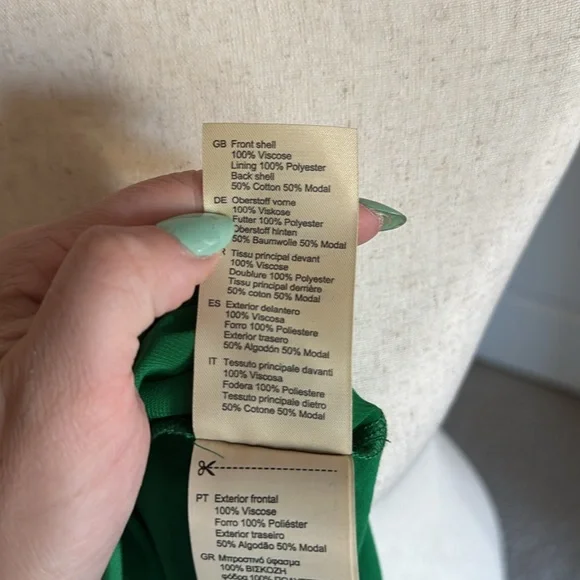 GB Front shell
100% Viscose
Lining 100% Polyester
Back shell
50% Cotton 50% Modal
DE Oberstoff vorne
100% Viskose
Futter 100% Polyester
Oberstoff hinten
50% Baumwolle 50% Modal
Tissu principal devant
100% Viscose
Doublure 100% Polyester
Tissu principal derrière
50% coton 50% Modal
ES Exterior delantero
100% Viscosa
Forro 100% Poliestere
Exterior trasero
50% Algodón 50% Modal
IT Tessuto principale davanti
100% Viscosa
Fodera 100% Poliestere
Tessuto principale dietro
50% Cotone 50% Modal
PT Exterior frontal
100% Viscose
Forro 100% Poliéster
Exterior traseiro
50% Algodão 50% Modal
GR Μπροστινό ύφασμα
100% ΒΙΣΚΟΖΗ
φόδρα 100%